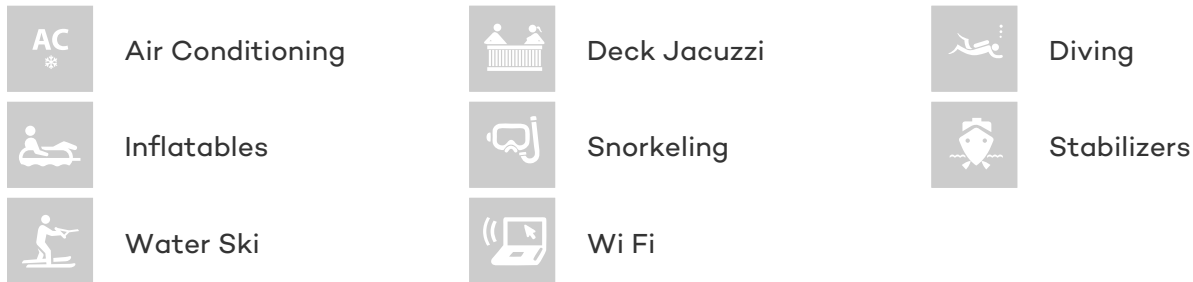 AC
Air Conditioning
Deck Jacuzzi
Diving
Inflatables
Snorkeling
Stabilizers
Water Ski
Wi Fi